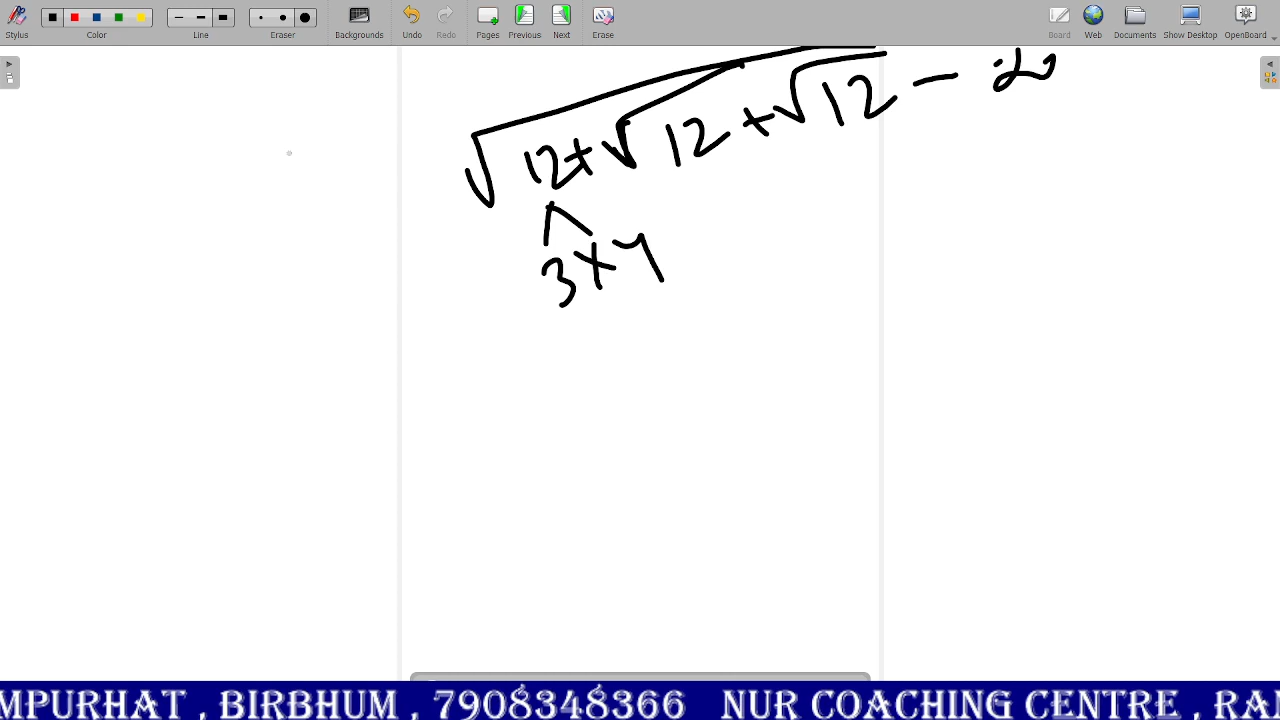 Stylus Color Line Eraser Backgrounds Undo Redo Pages Previous Next Erase Board Web Documents Show Desktop OpenBoard
√12+√12+√12 – ∞
3×4
MPURHAT , BIRBHUM , 7908348366 NUR COACHING CENTRE , RA